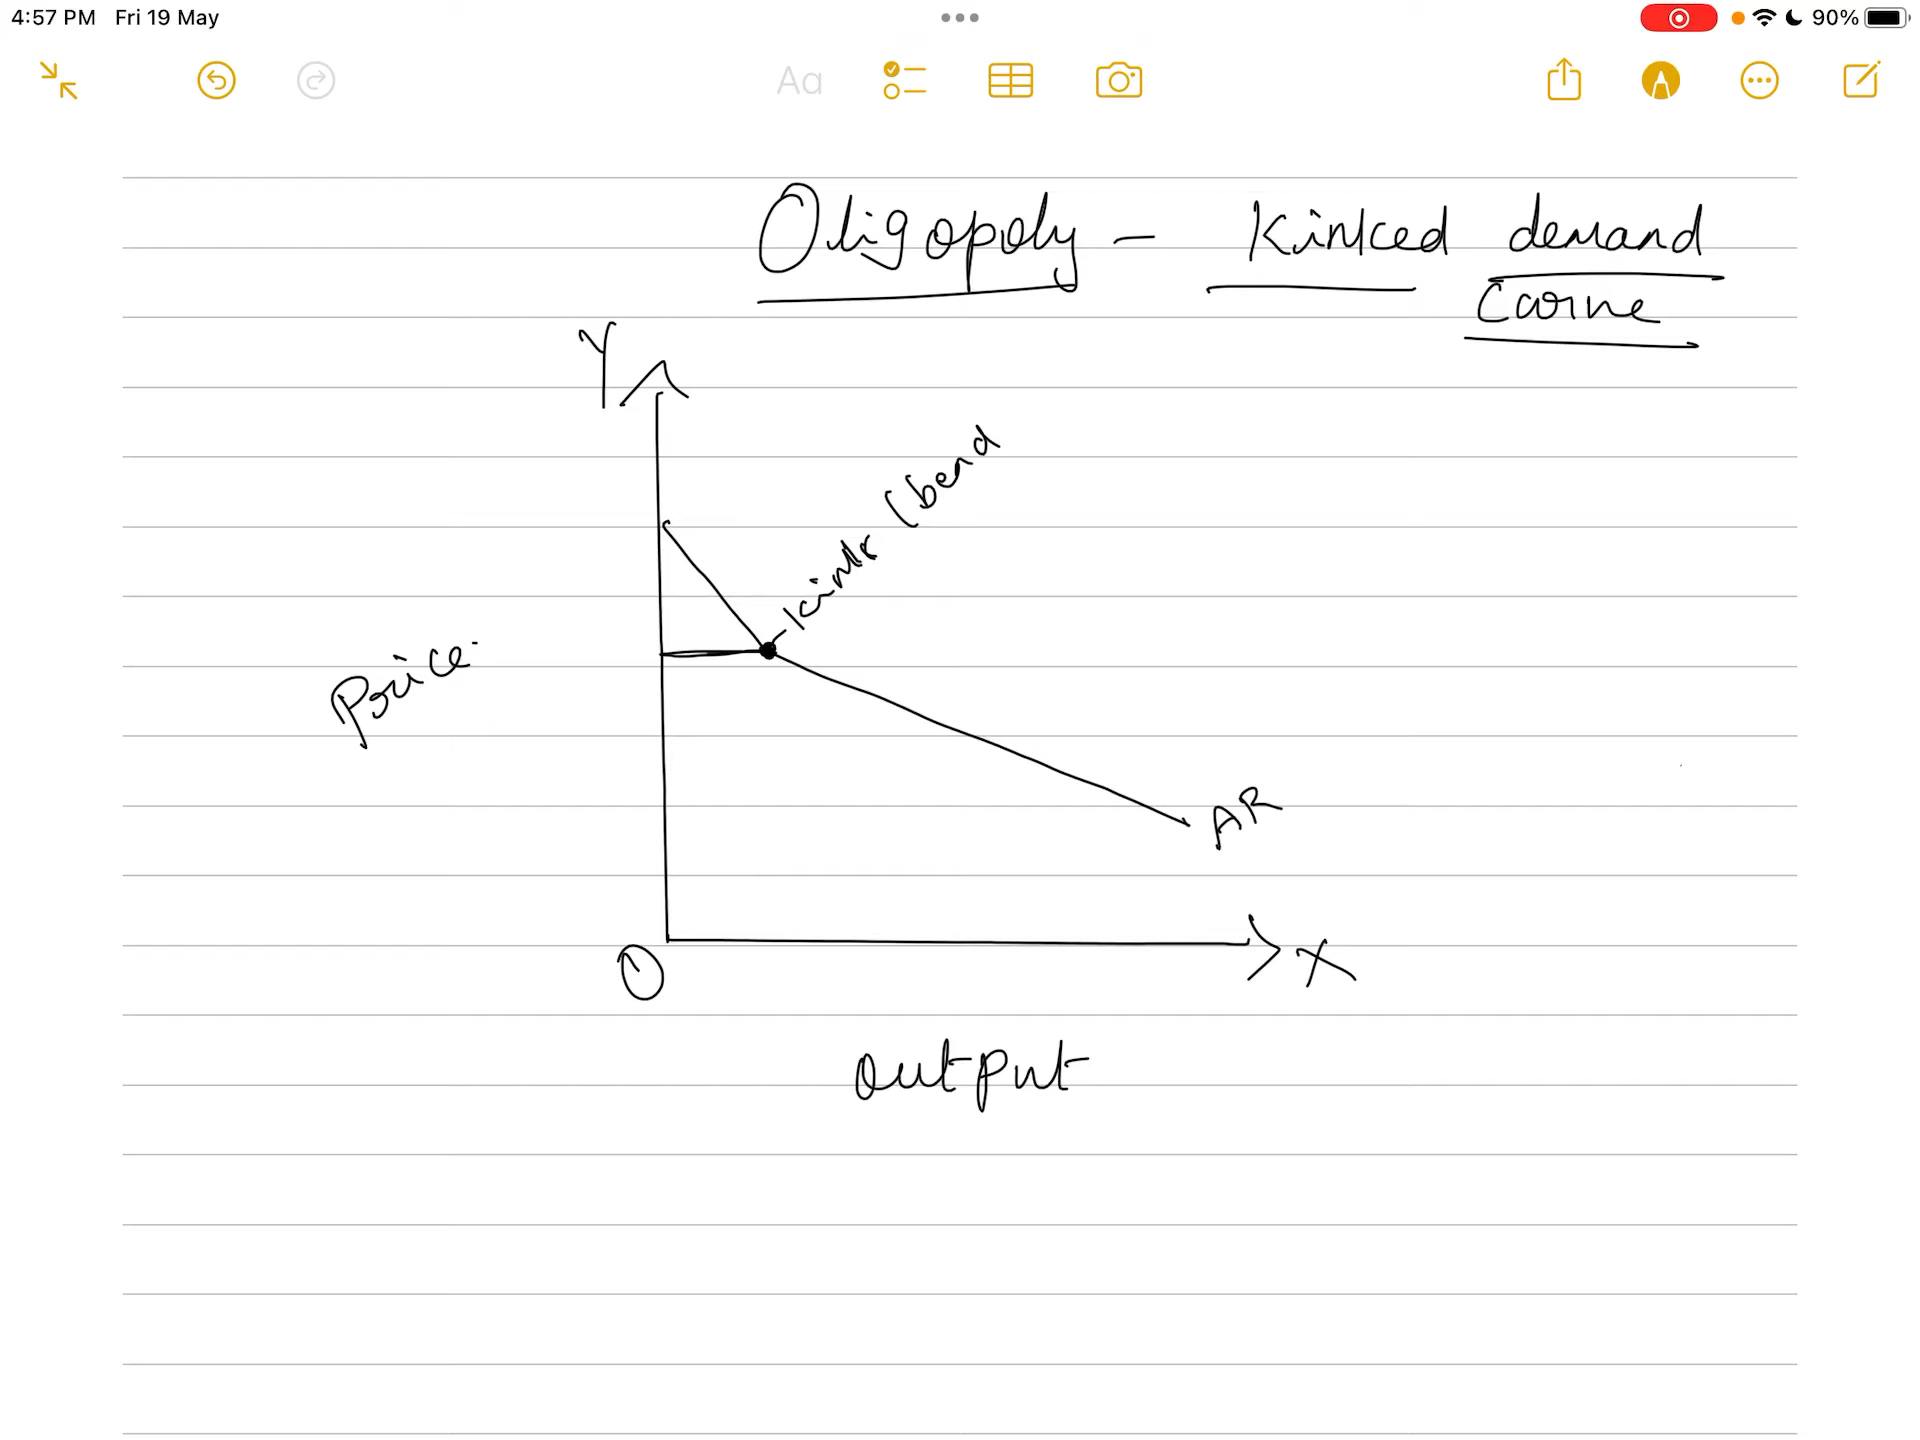 4:57 PM Fri 19 May
90%
Aa
Oligopoly - Kinked demand
Curve
Y
Kink (bend
Price
AR
O
X
output